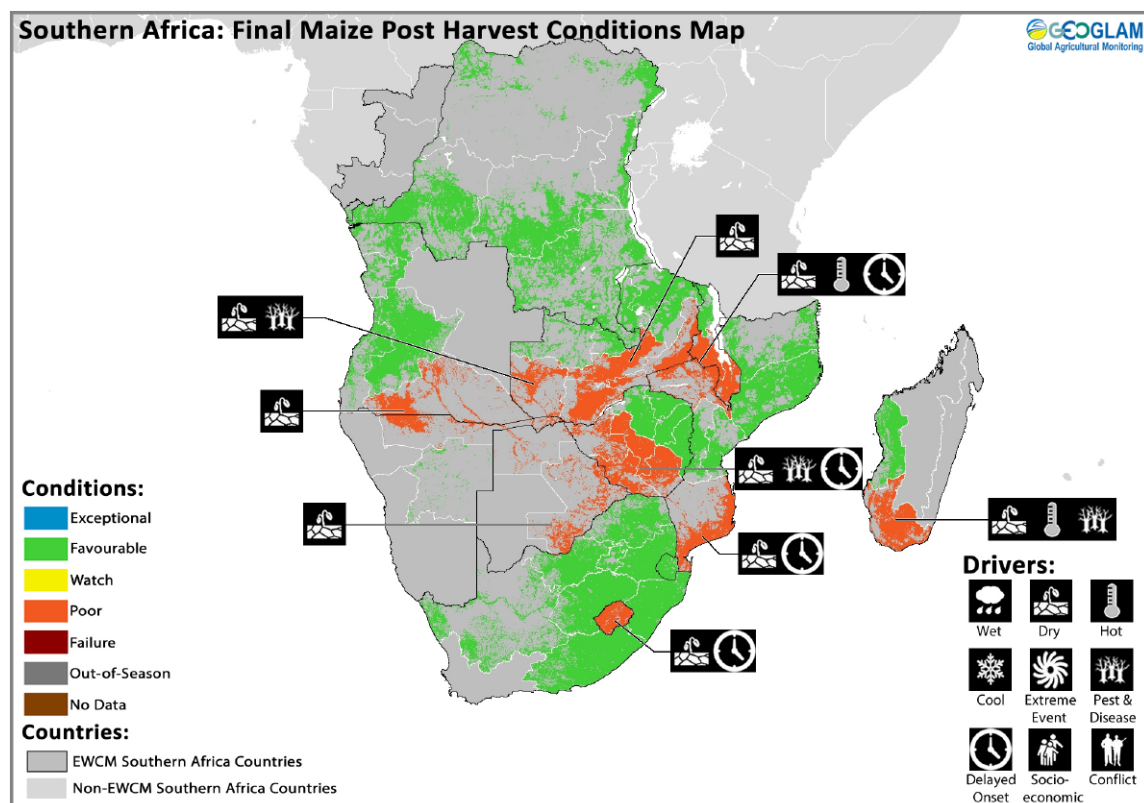 Southern Africa: Final Maize Post Harvest Conditions Map
GEOGLAM
Global Agricultural Monitoring
Conditions:
Exceptional
Favourable
Watch
Poor
Failure
Out-of-Season
No Data
Countries:
EWCM Southern Africa Countries
Non-EWCM Southern Africa Countries
Drivers:
Wet
Dry
Hot
Cool
Extreme
Event
Pest &
Disease
Delayed
Onset
Socio-
economic
Conflict